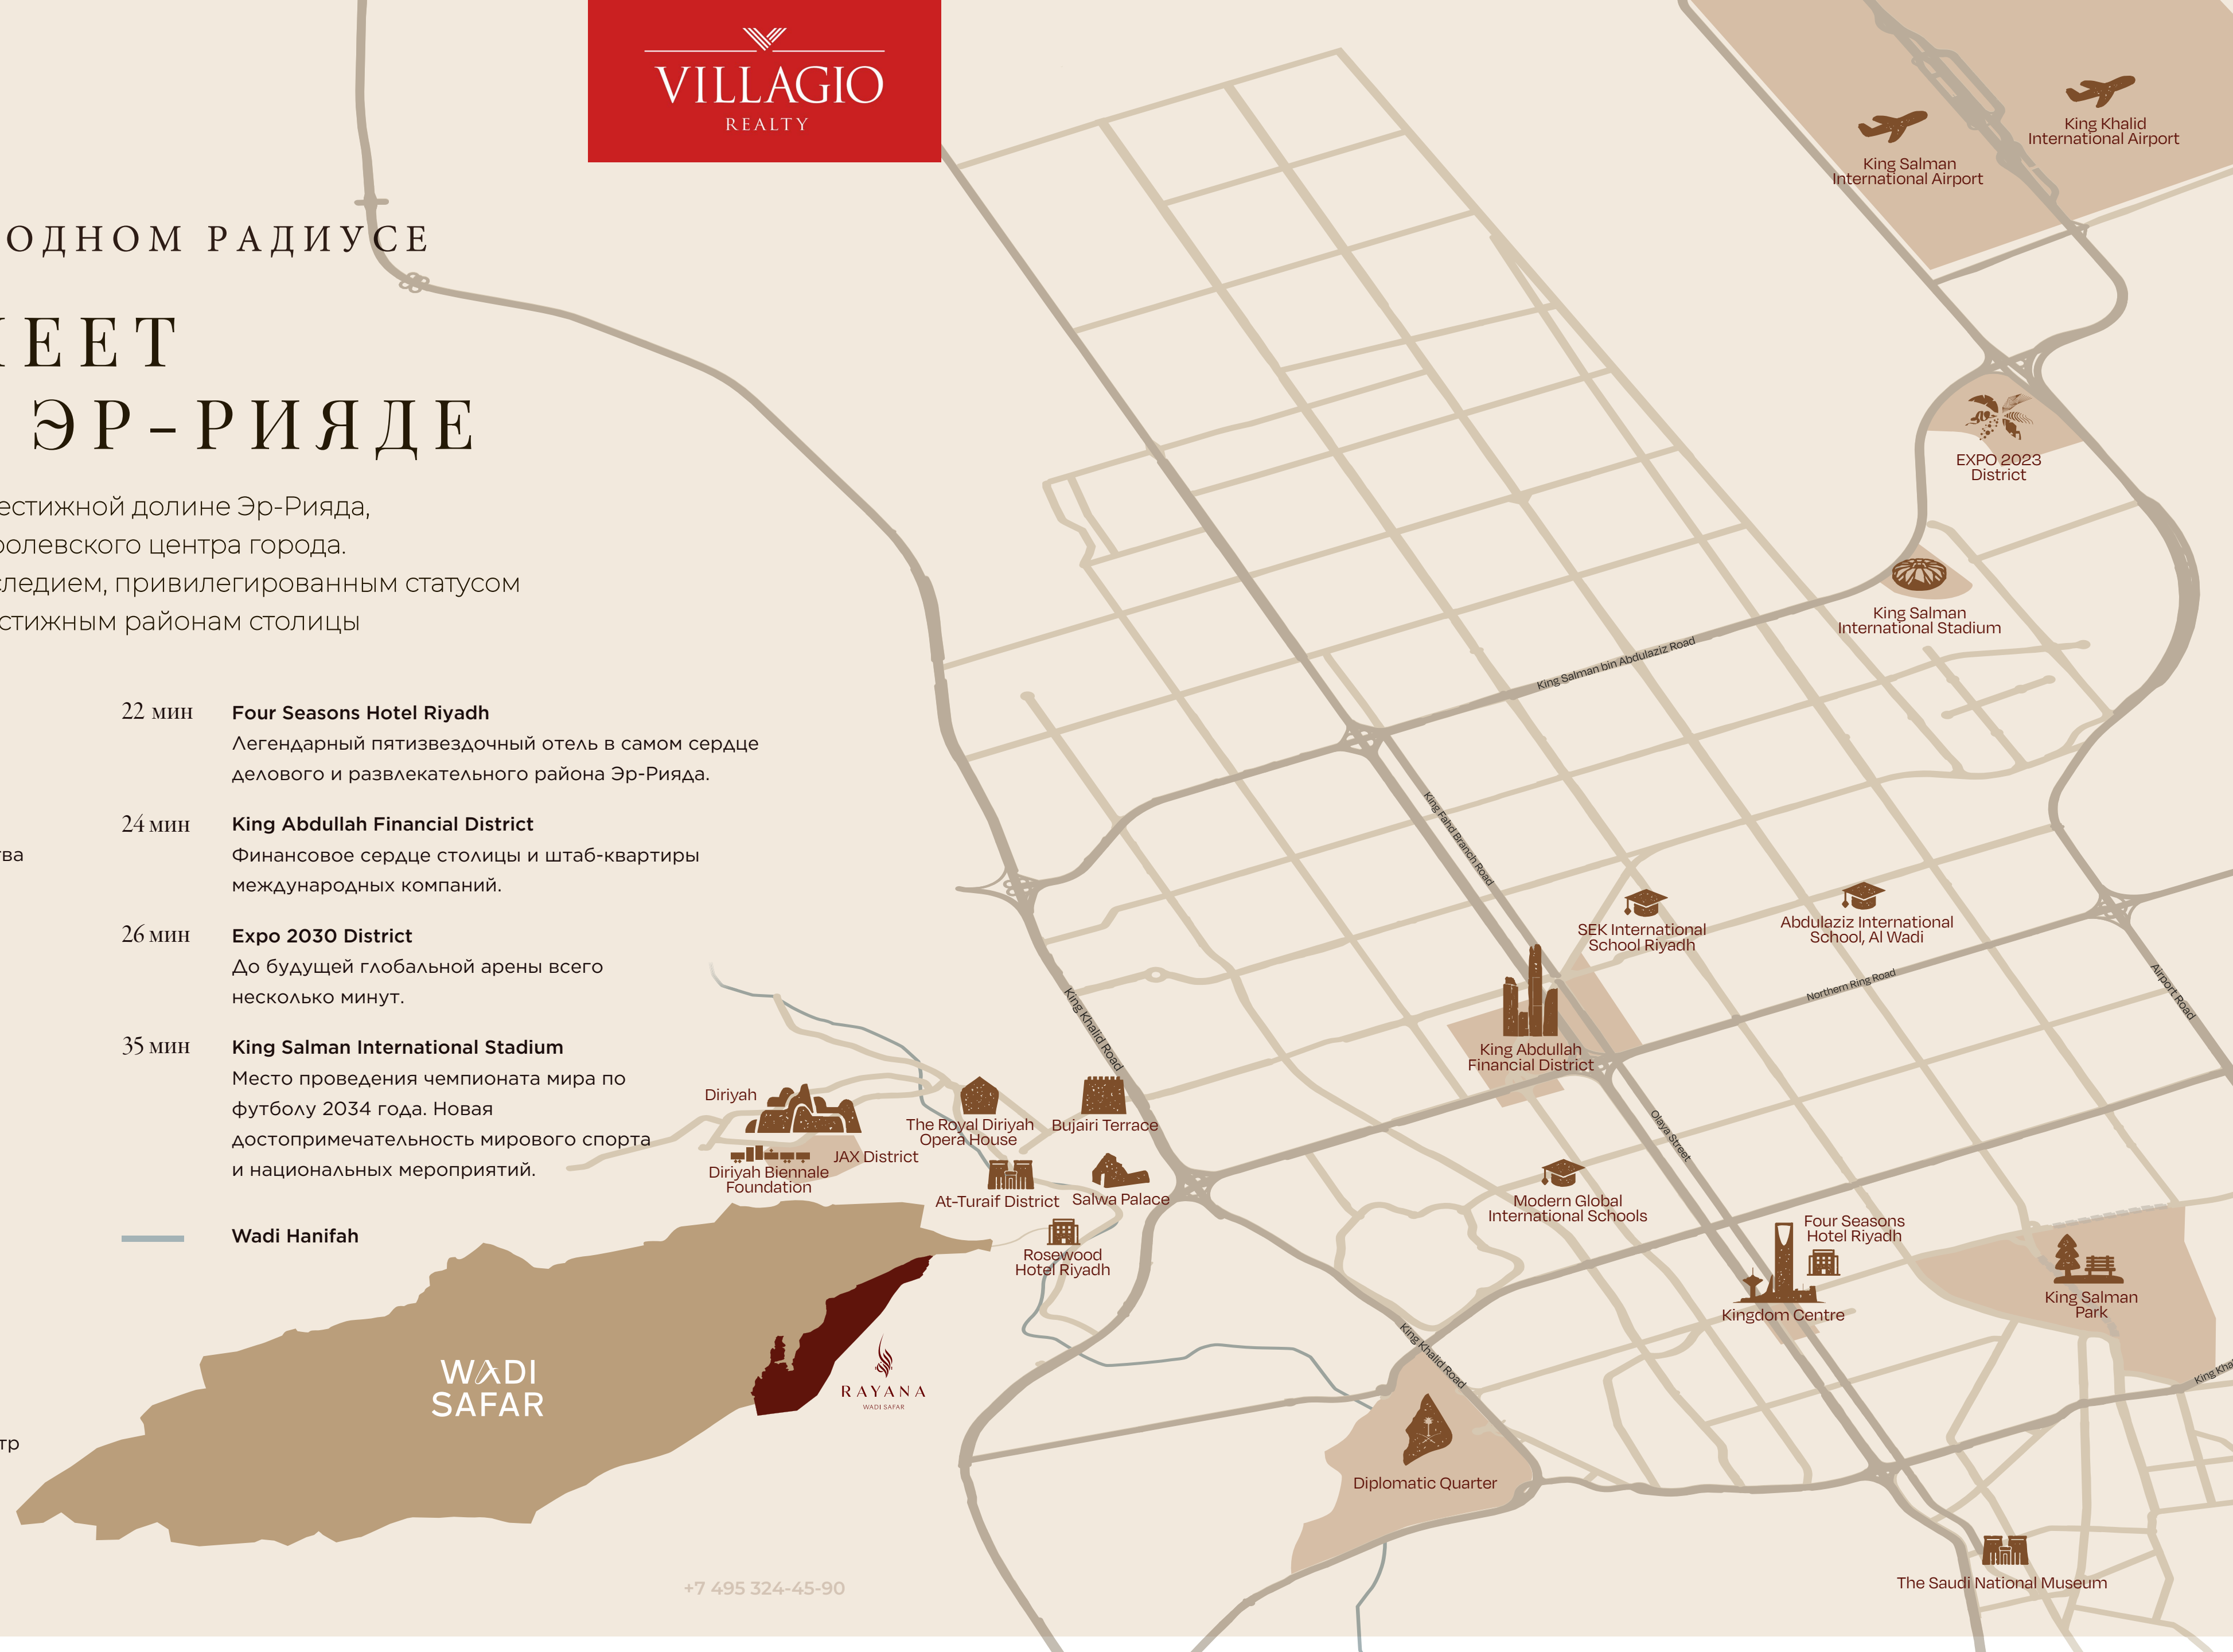 VILLAGIO
REALTY
ОДНОМ РАДИУСЕ
ЕЕТ
ЭР-РИЯДЕ
долине Эр-Рияда,
центра города.
привилегированным статусом
районам столицы
22 мин
Four Seasons Hotel Riyadh
Легендарный пятизвездочный отель в самом сердце
делового и развлекательного района Эр-Рияда.
24 мин
King Abdullah Financial District
Финансовое сердце столицы и штаб-квартиры
международных компаний.
26 мин
Expo 2030 District
До будущей глобальной арены всего
несколько минут.
35 мин
King Salman International Stadium
Место проведения чемпионата мира по
футболу 2034 года. Новая
достопримечательность мирового спорта
и национальных мероприятий.
Wadi Hanifah
King Khalid
International Airport
King Salman
International Airport
EXPO 2023
District
King Salman
International Stadium
King Salman bin Abdulaziz Road
King Fahd Branch Road
SEK International
School Riyadh
Abdulaziz International
School, Al Wadi
Northern Ring Road
Airport Road
King Khalid Road
King Abdullah
Financial District
Olaya Street
Diriyah
The Royal Diriyah
Opera House
Bujairi Terrace
JAX District
Diriyah Biennale
Foundation
At-Turaif District
Salwa Palace
Rosewood
Hotel Riyadh
Modern Global
International Schools
Four Seasons
Hotel Riyadh
Kingdom Centre
King Salman
Park
King Khalid Road
WADI
SAFAR
RAYANA
WADI SAFAR
Diplomatic Quarter
The Saudi National Museum
+7 495 324-45-90